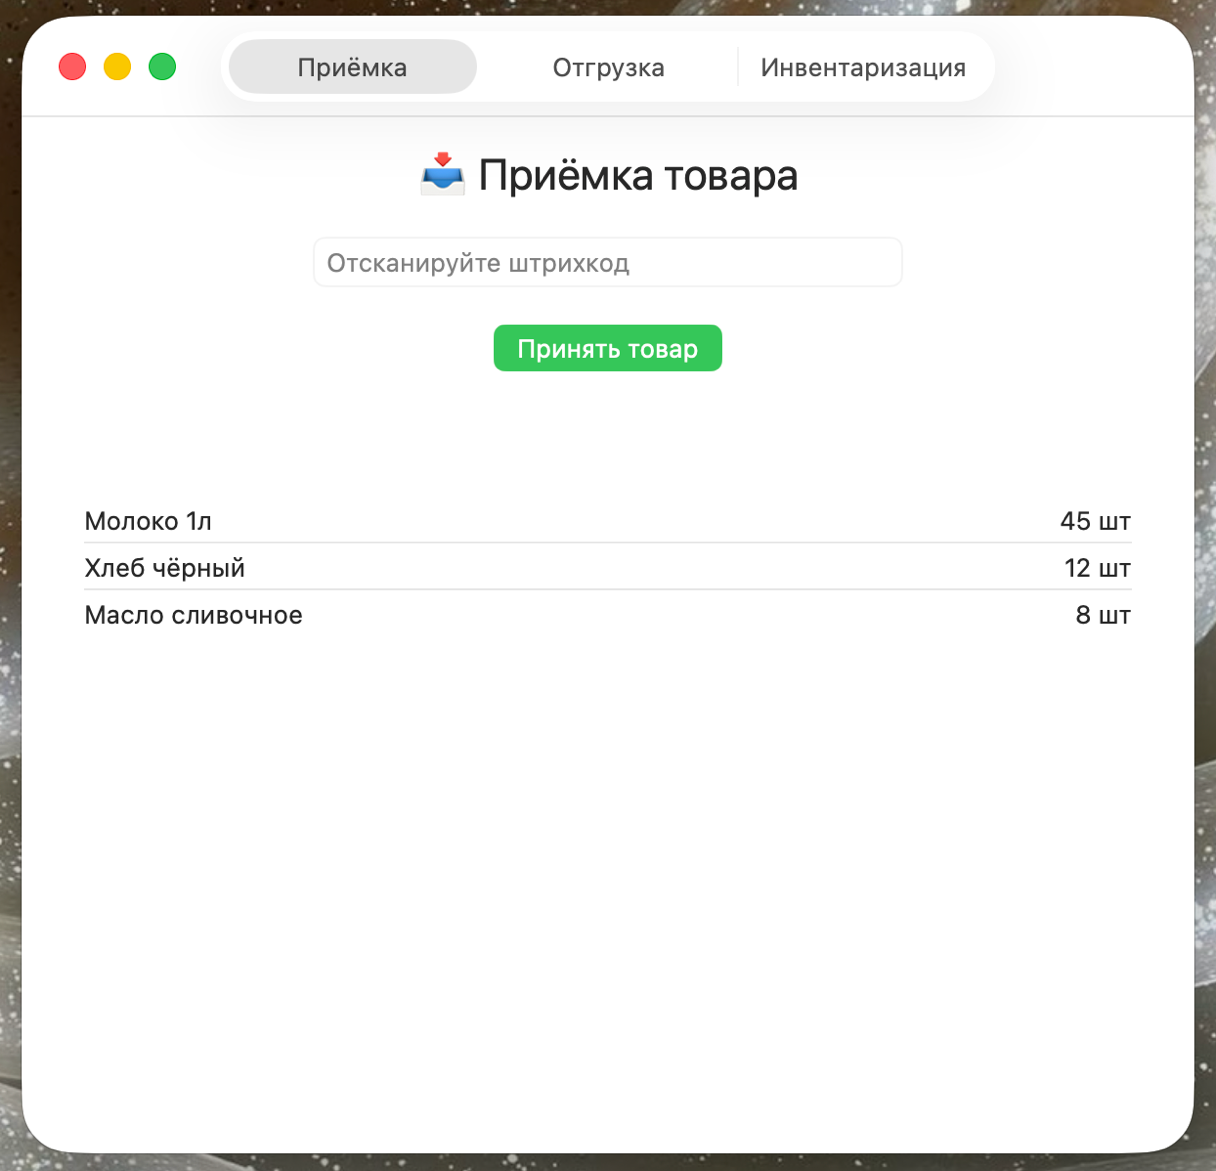 Приёмка Отгрузка Инвентаризация
Приёмка товара
Отсканируйте штрихкод
Принять товар
Молоко 1л 45 шт
Хлеб чёрный 12 шт
Масло сливочное 8 шт